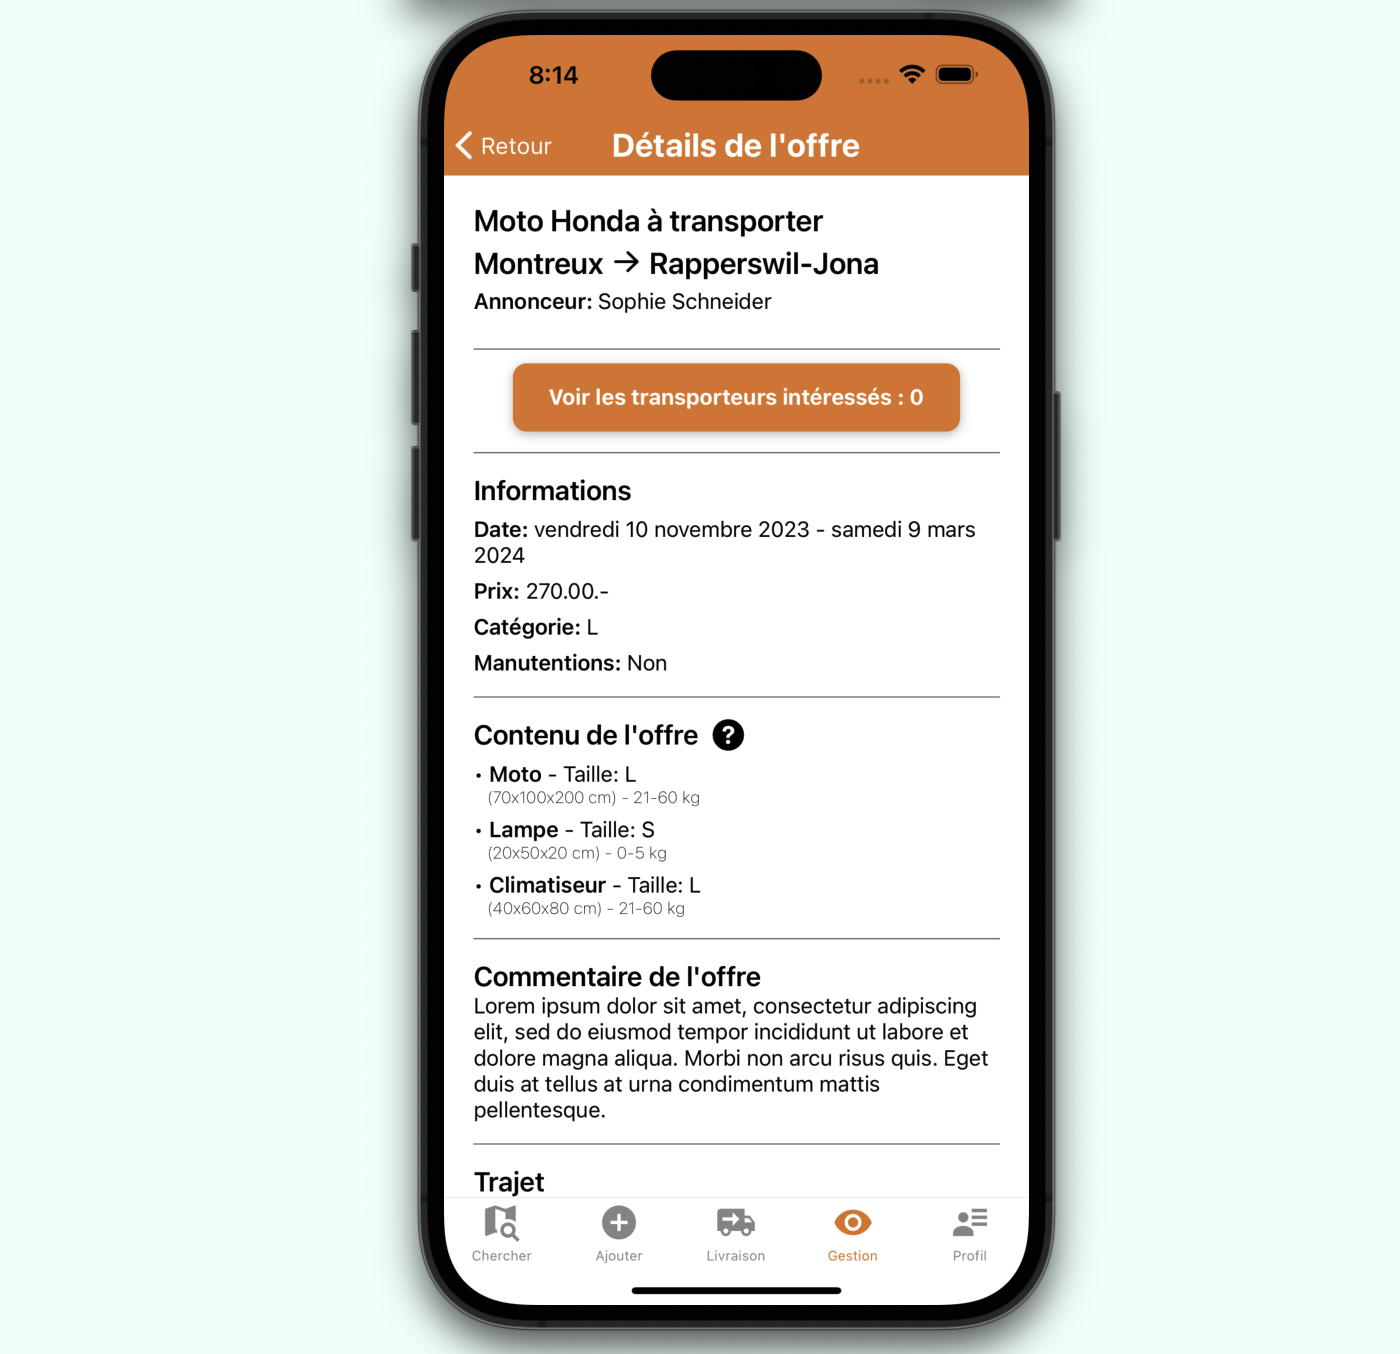 8:14
Retour
Détails de l'offre
Moto Honda à transporter
Montreux → Rapperswil-Jona
Annonceur: Sophie Schneider
Voir les transporteurs intéressés : 0
Informations
Date: vendredi 10 novembre 2023 - samedi 9 mars
2024
Prix: 270.00.-
Catégorie: L
Manutentions: Non
Contenu de l'offre ?
• Moto - Taille: L
(70x100x200 cm) - 21-60 kg
• Lampe - Taille: S
(20x50x20 cm) - 0-5 kg
• Climatiseur - Taille: L
(40x60x80 cm) - 21-60 kg
Commentaire de l'offre
Lorem ipsum dolor sit amet, consectetur adipiscing
elit, sed do eiusmod tempor incididunt ut labore et
dolore magna aliqua. Morbi non arcu risus quis. Eget
duis at tellus at urna condimentum mattis
pellentesque.
Trajet
Chercher
Ajouter
Livraison
Gestion
Profil